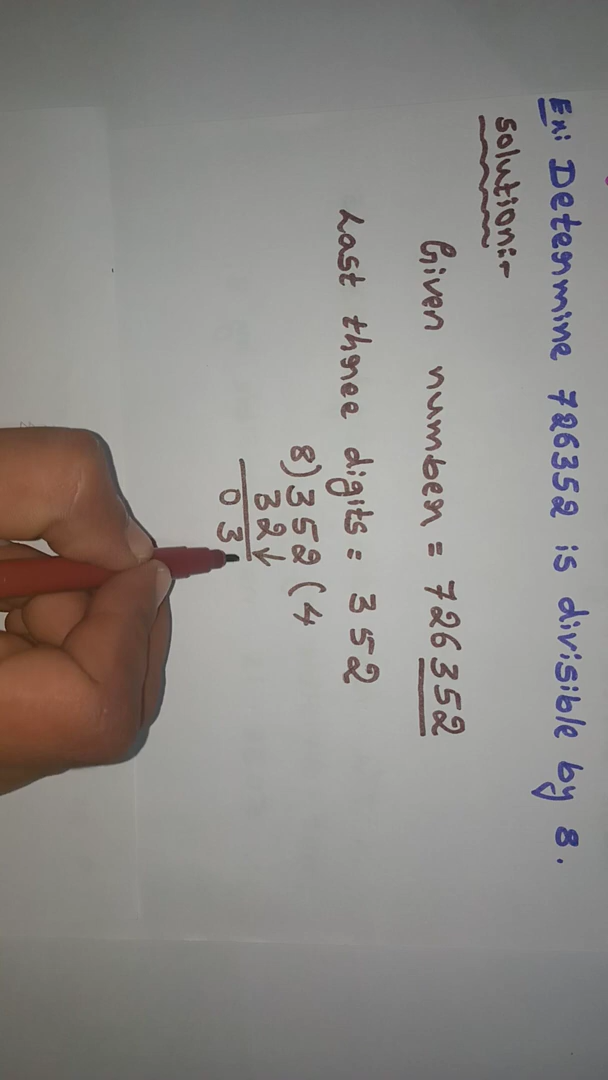 Ex: Determine 726352 is divisible by 8.
Solution:-
Given number = 726352
Last three digits = 352
8)352(4
32↓
03